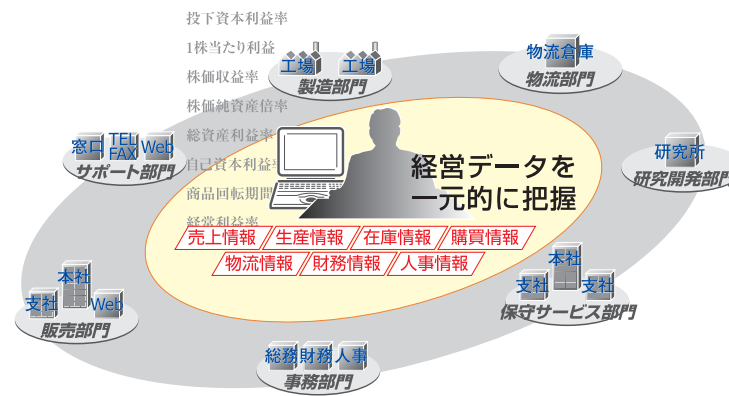 投下資本利益率
1株当たり利益
株価収益率
株価純資産倍率
総資産利益率
自己資本利益率
商品回転期間
経常利益率
工場 工場
製造部門
物流倉庫
物流部門
窓口 TEL FAX Web
サポート部門
研究所
研究開発部門
経営データを
一元的に把握
売上情報 生産情報 在庫情報 購買情報
物流情報 財務情報 人事情報
支社 本社 Web
販売部門
支社 本社 支社
保守サービス部門
総務 財務 人事
事務部門